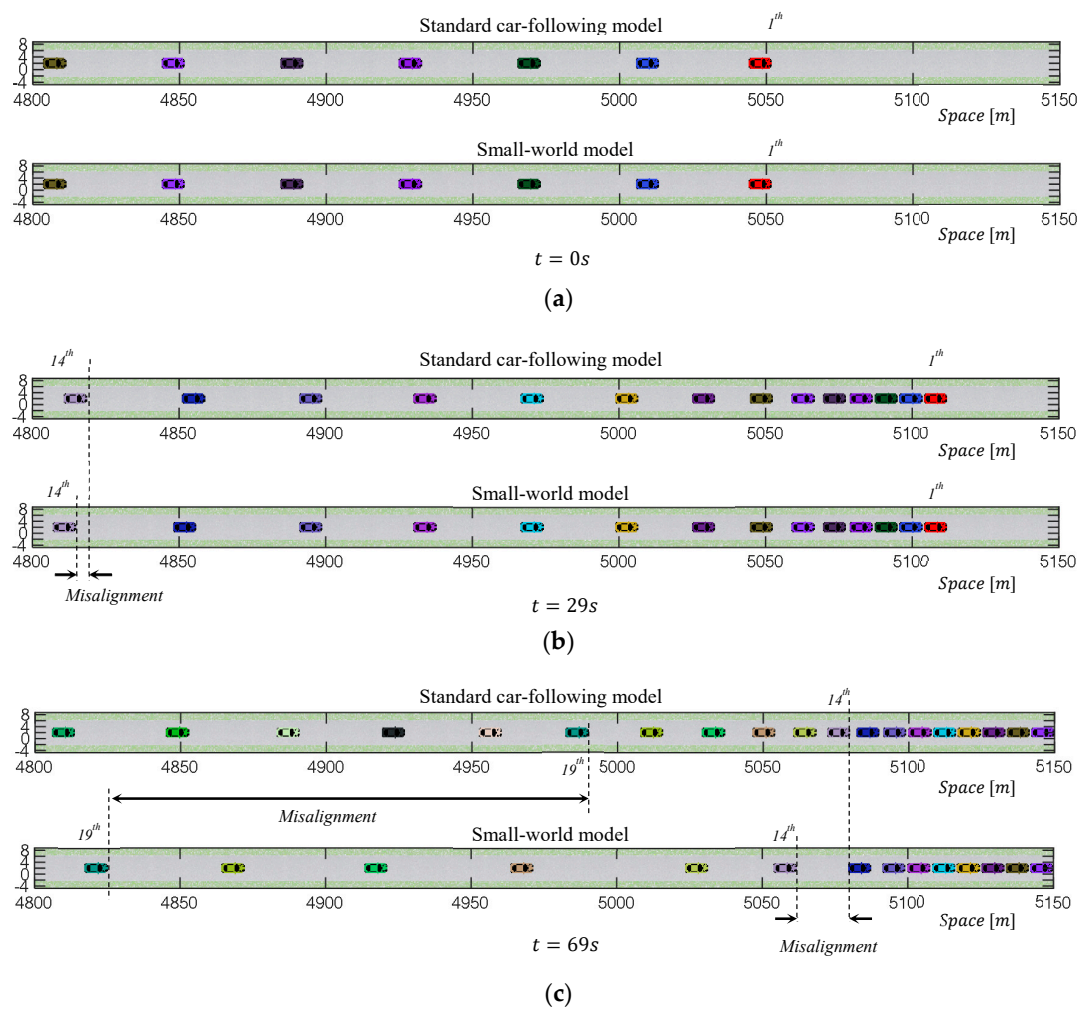 Standard car-following model 1th
8
4
0
-4
4800 4850 4900 4950 5000 5050 5100 5150
Space [m]
Small-world model 1th
8
4
0
-4
4800 4850 4900 4950 5000 5050 5100 5150
Space [m]
t = 0s
(a)
14th Standard car-following model 1th
8
4
0
-4
4800 4850 4900 4950 5000 5050 5100 5150
Space [m]
14th Small-world model 1th
8
4
0
-4
4800 4850 4900 4950 5000 5050 5100 5150
Misalignment Space [m]
t = 29s
(b)
Standard car-following model 14th
8
4
0
-4
4800 4850 4900 4950 19th 5000 5050 5100 5150
Space [m]
Misalignment
19th Small-world model 14th
8
4
0
-4
4800 4850 4900 4950 5000 5050 5100 5150
Space [m]
t = 69s Misalignment
(c)